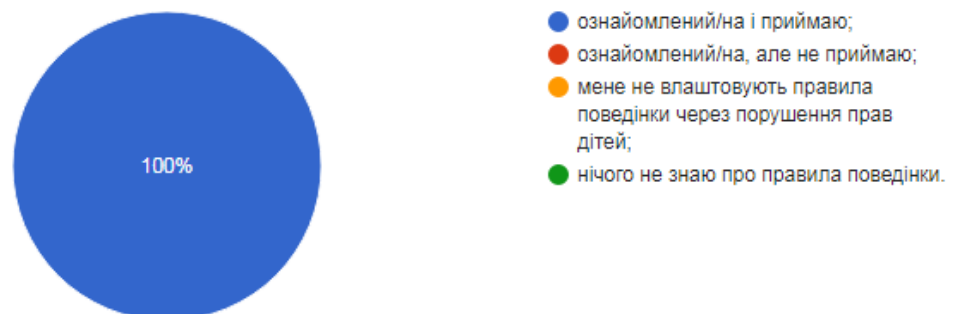 100%
ознайомлений/на і приймаю;
ознайомлений/на, але не приймаю;
мене не влаштовують правила
поведінки через порушення прав
дітей;
нічого не знаю про правила поведінки.